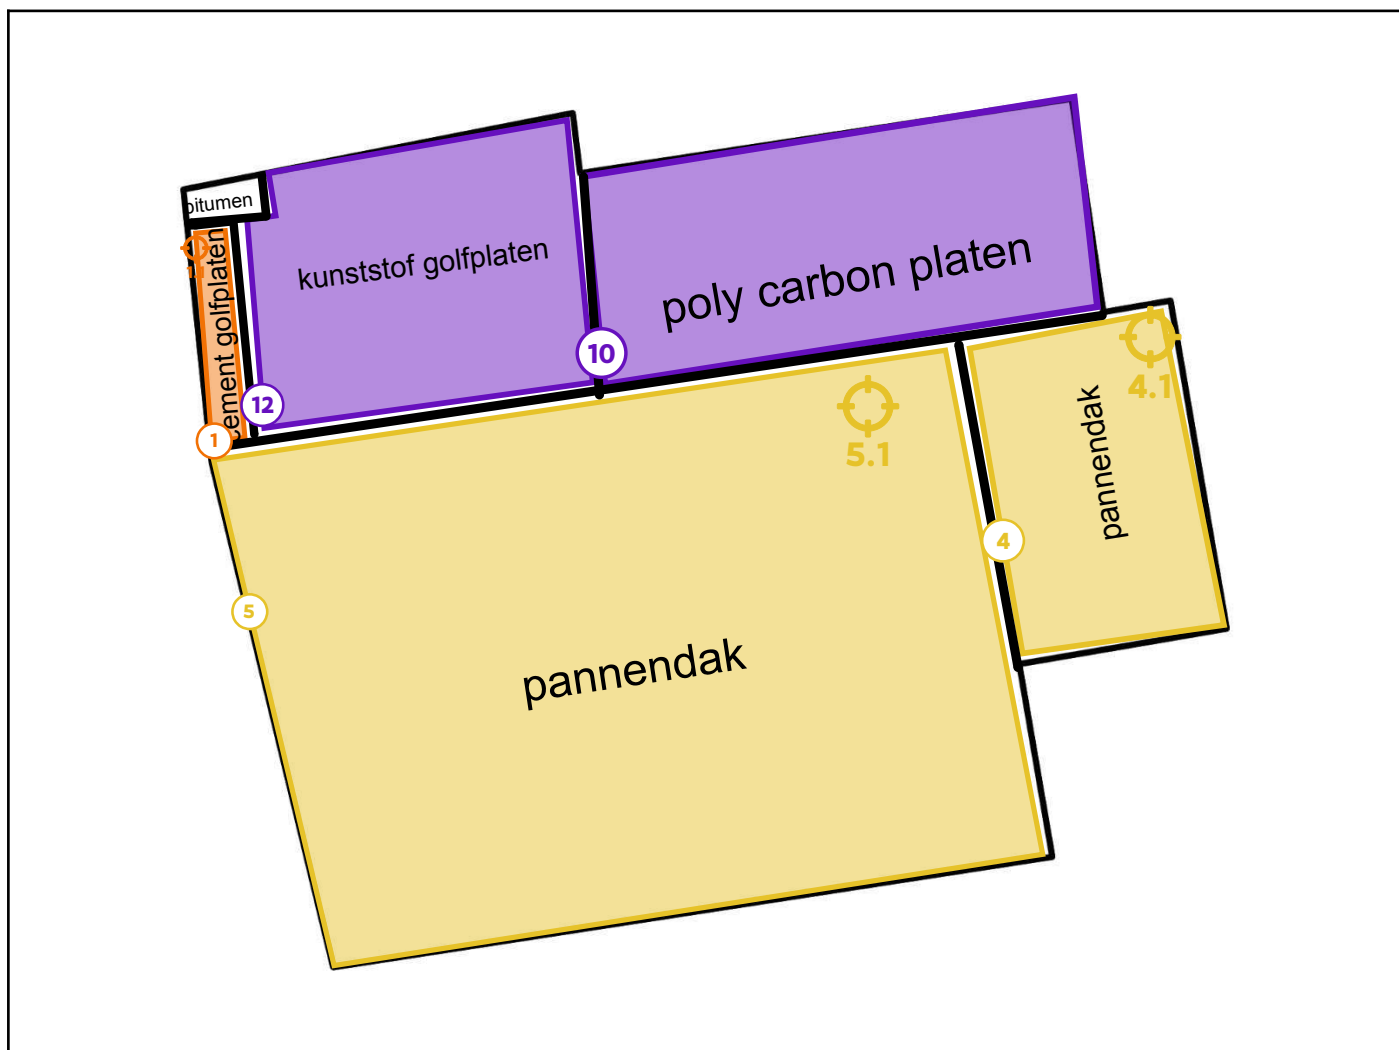 bitumen
kunststof golfplaten
poly carbon platen
cement golfplaten
10
12
1
5.1
4.1
pannendak
4
5
pannendak